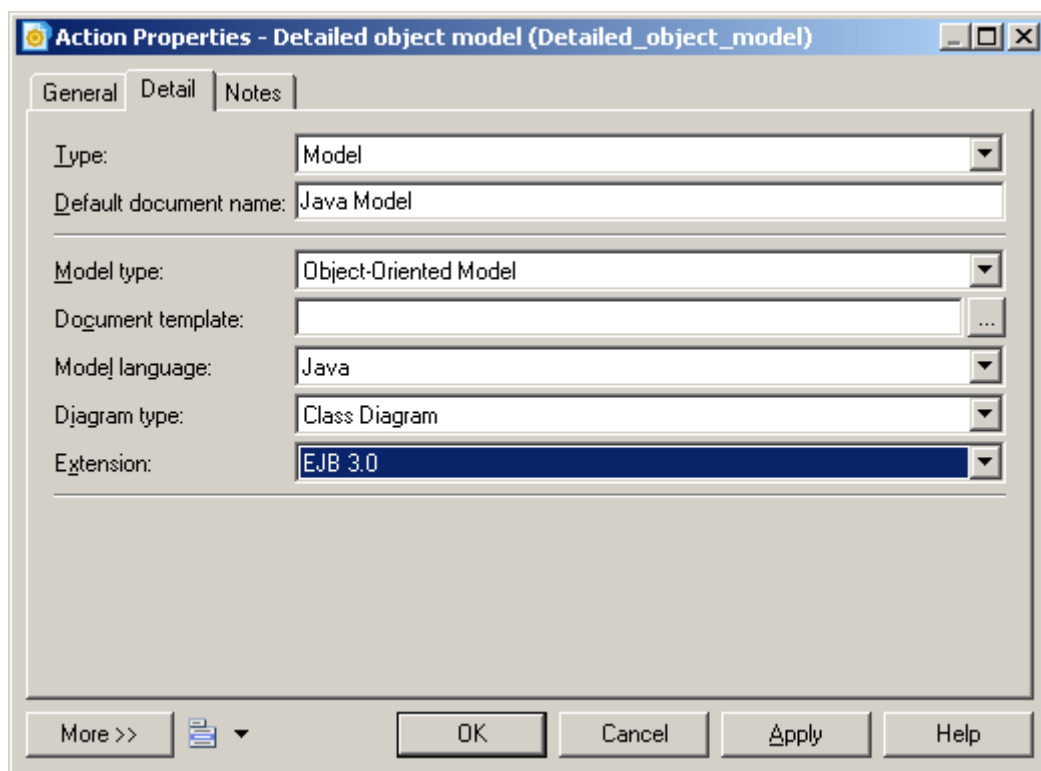 Action Properties - Detailed object model (Detailed_object_model)
General Detail Notes
Type: Model
Default document name: Java Model
Model type: Object-Oriented Model
Document template: ...
Model language: Java
Diagram type: Class Diagram
Extension: EJB 3.0
More >> OK Cancel Apply Help